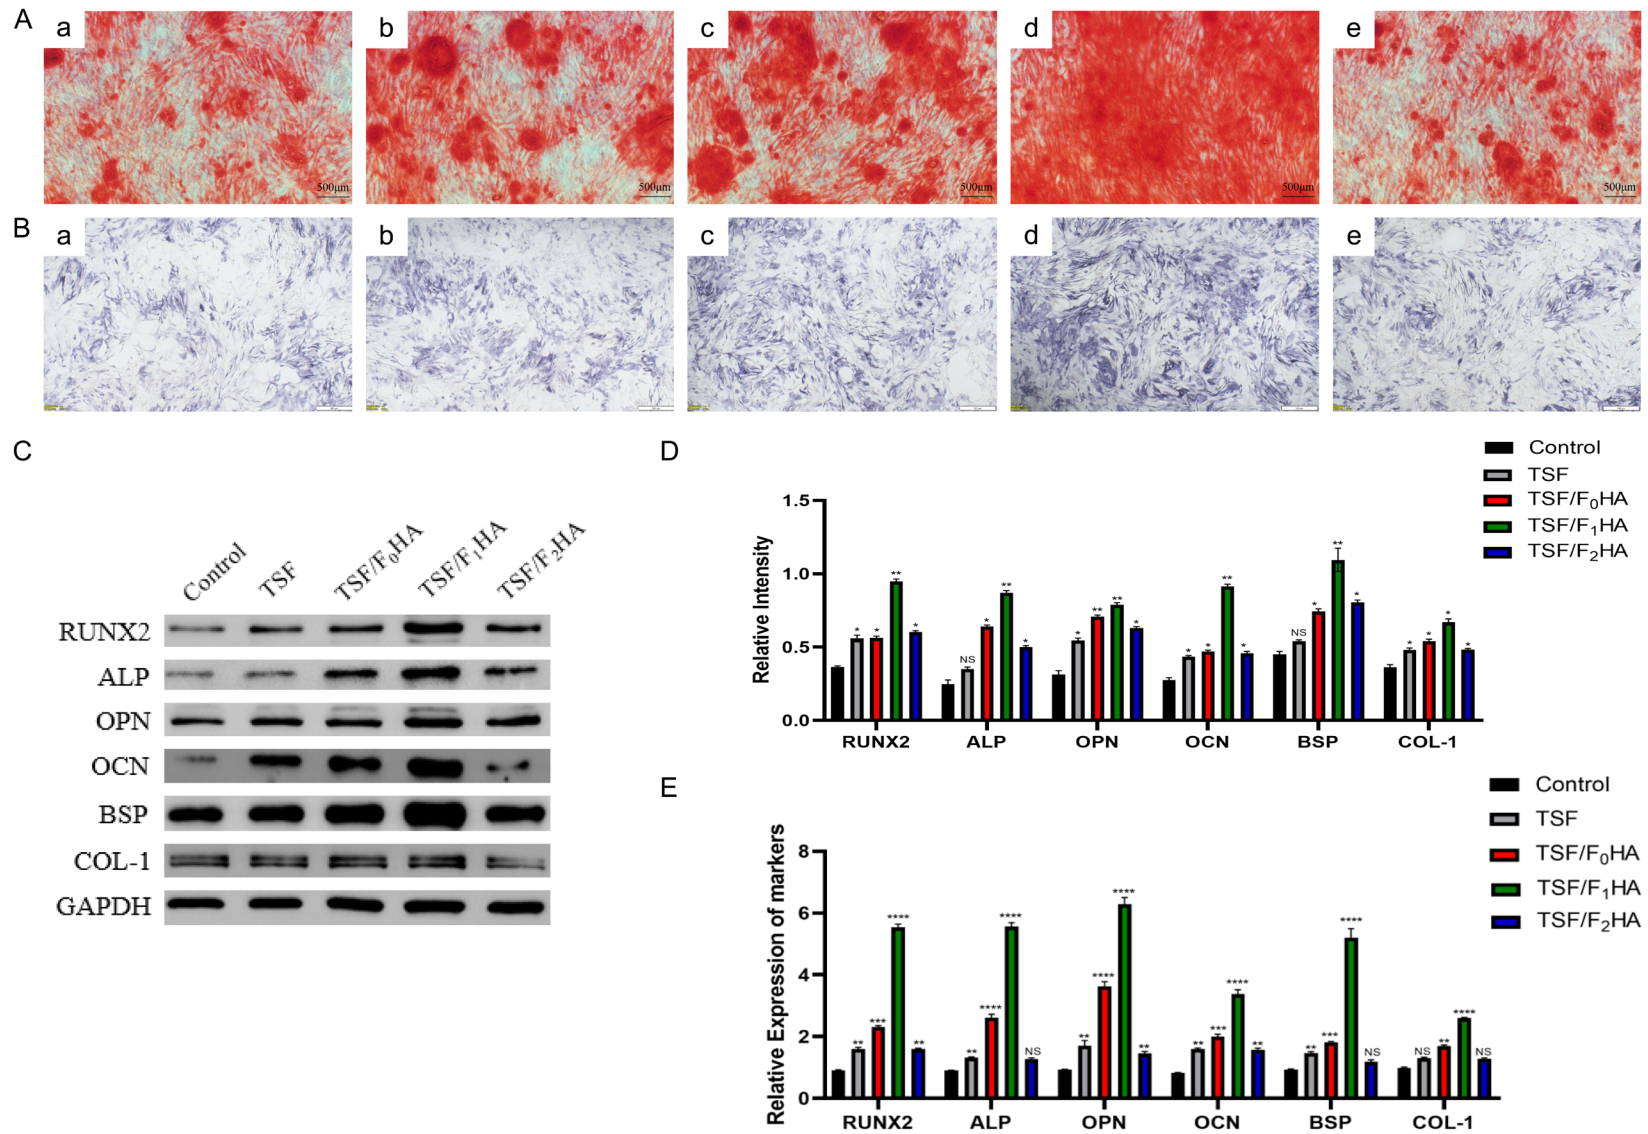 A
a
b
c
d
e
500μm
500μm
500μm
500μm
500μm
B
a
b
c
d
e
C
Control
TSF
TSF/F₀HA
TSF/F₁HA
TSF/F₂HA
RUNX2
ALP
OPN
OCN
BSP
COL-1
GAPDH
D
Control
TSF
TSF/F₀HA
TSF/F₁HA
TSF/F₂HA
Relative Intensity
1.5
1.0
0.5
0.0
* * ** *
NS * ** *
* ** ** *
* * ** *
NS * ** *
* * * *
RUNX2 ALP OPN OCN BSP COL-1
E
Control
TSF
TSF/F₀HA
TSF/F₁HA
TSF/F₂HA
Relative Expression of markers
8
6
4
2
0
** *** **** **
** **** **** NS
** **** **** **
** *** **** **
** *** **** NS
NS ** **** NS
RUNX2 ALP OPN OCN BSP COL-1